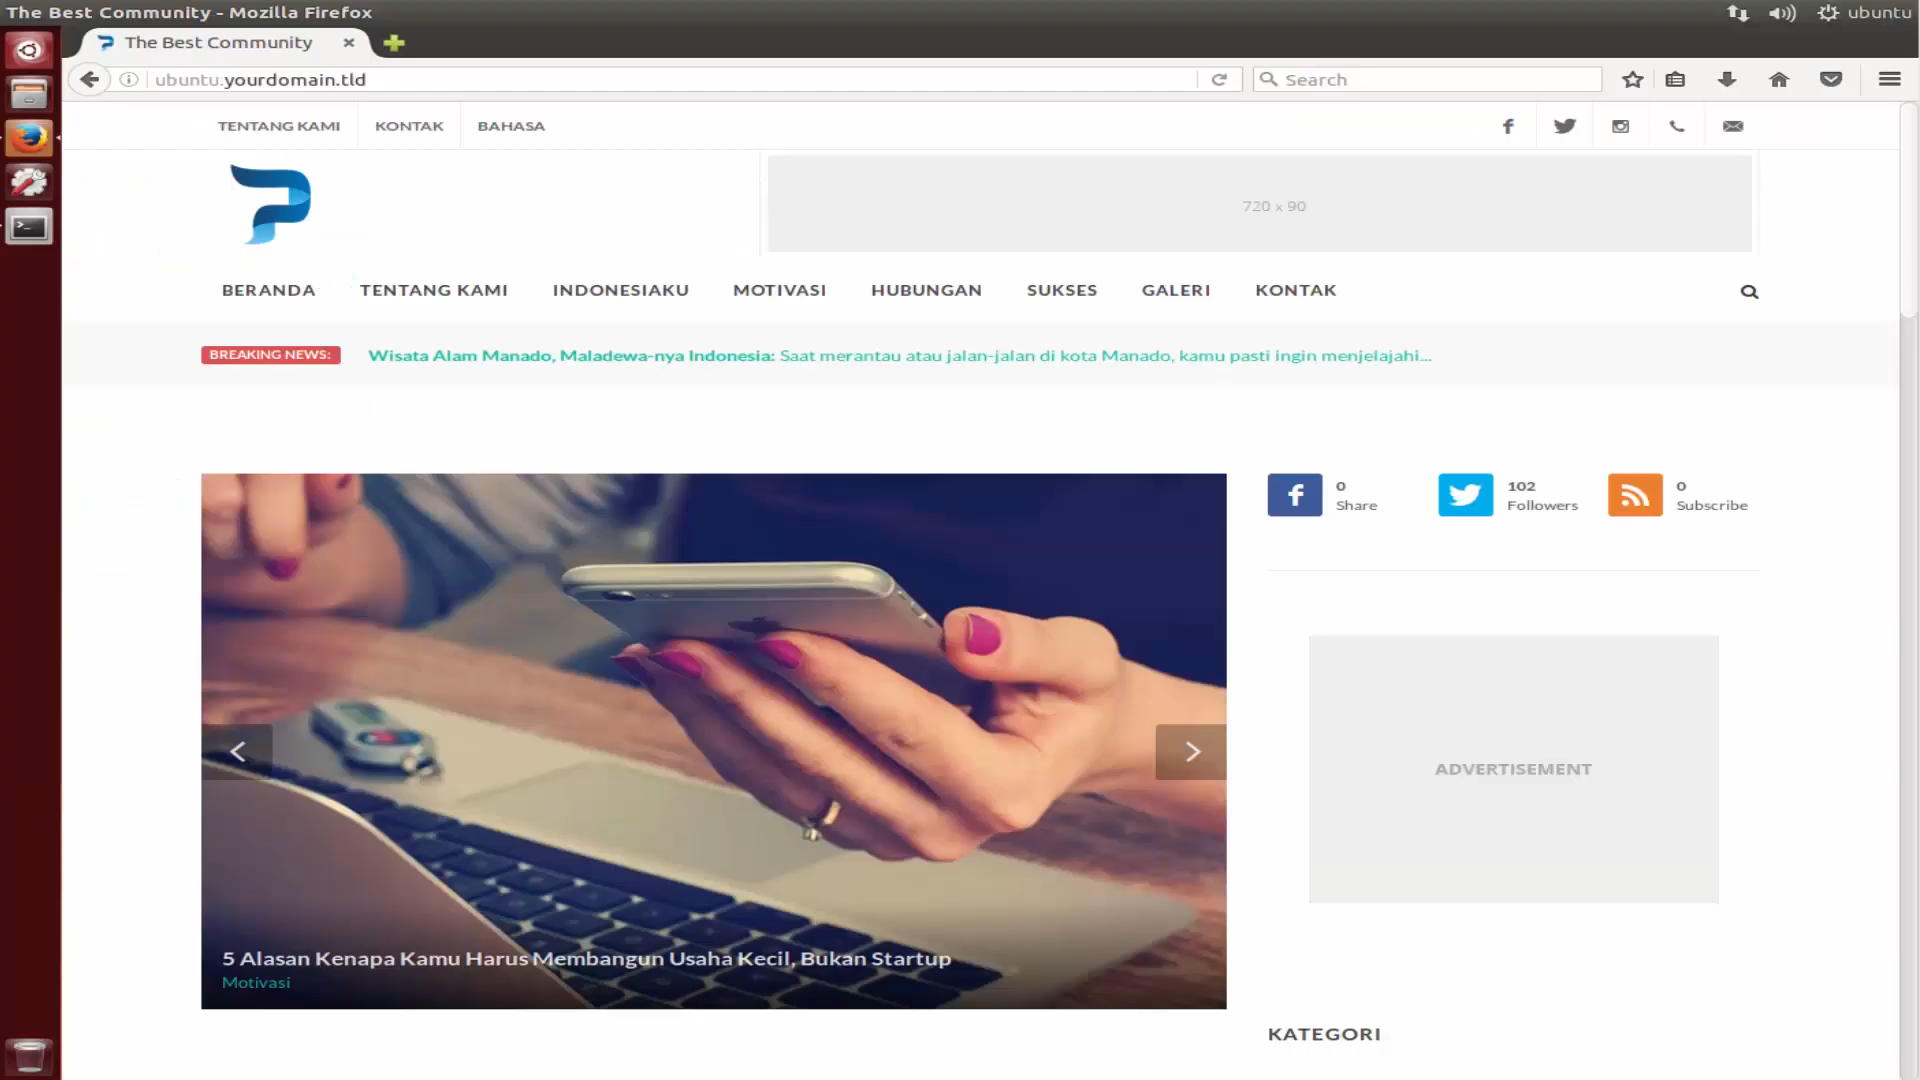 The Best Community - Mozilla Firefox
ubuntu
The Best Community
ubuntu.yourdomain.tld
Search
TENTANG KAMI
KONTAK
BAHASA
720 x 90
BERANDA
TENTANG KAMI
INDONESIAKU
MOTIVASI
HUBUNGAN
SUKSES
GALERI
KONTAK
BREAKING NEWS:
Wisata Alam Manado, Maladewa-nya Indonesia: Saat merantau atau jalan-jalan di kota Manado, kamu pasti ingin menjelajahi...
0
Share
102
Followers
0
Subscribe
ADVERTISEMENT
5 Alasan Kenapa Kamu Harus Membangun Usaha Kecil, Bukan Startup
Motivasi
KATEGORI